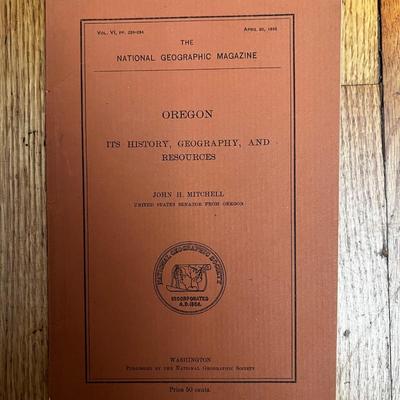 Vol. VI, pp. 239-284 April 20, 1895
THE
NATIONAL GEOGRAPHIC MAGAZINE
OREGON
ITS HISTORY, GEOGRAPHY, AND
RESOURCES
JOHN H. MITCHELL
UNITED STATES SENATOR FROM OREGON
NATIONAL GEOGRAPHIC SOCIETY
INCORPORATED
A.D. 1888.
WASHINGTON
Published by the National Geographic Society
Price 50 cents.